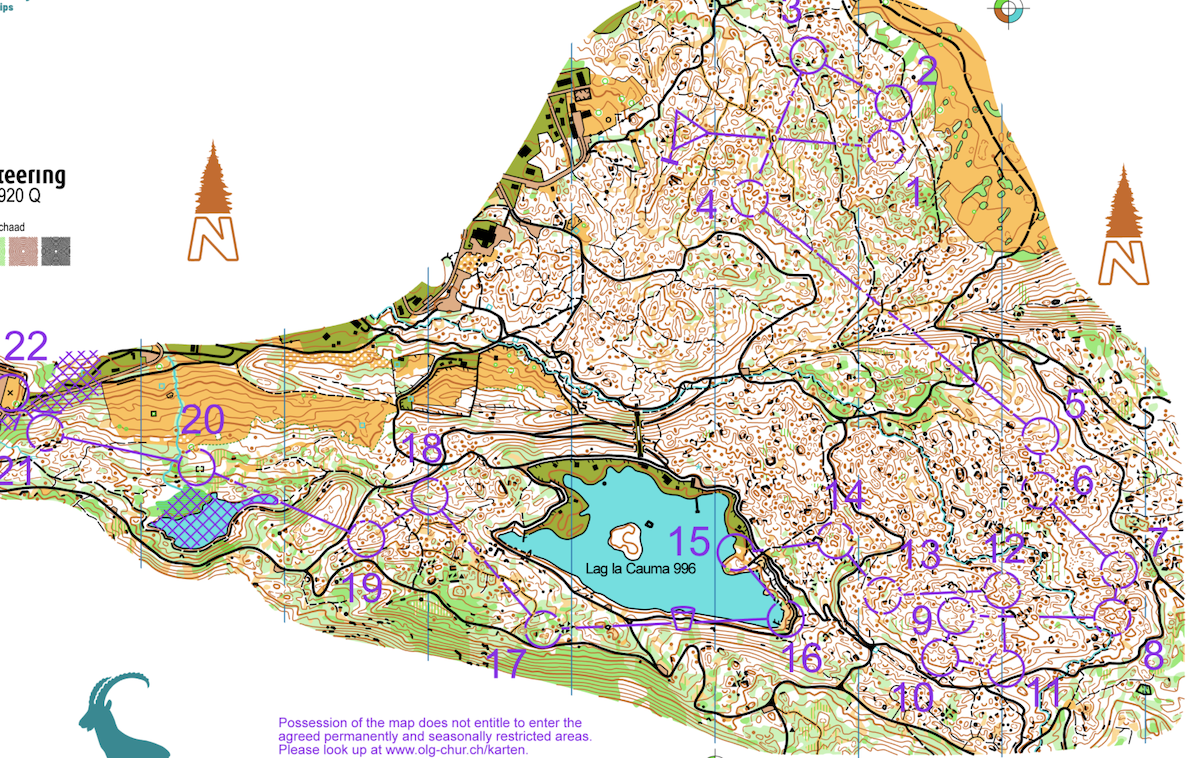 ips
teering
920 Q
chaad
N
N
22
20
21
18
19
17
15
16
14
13
12
9
10
11
8
7
6
5
4
3
2
1
Lag la Cauma 996
Possession of the map does not entitle to enter the
agreed permanently and seasonally restricted areas.
Please look up at www.olg-chur.ch/karten.